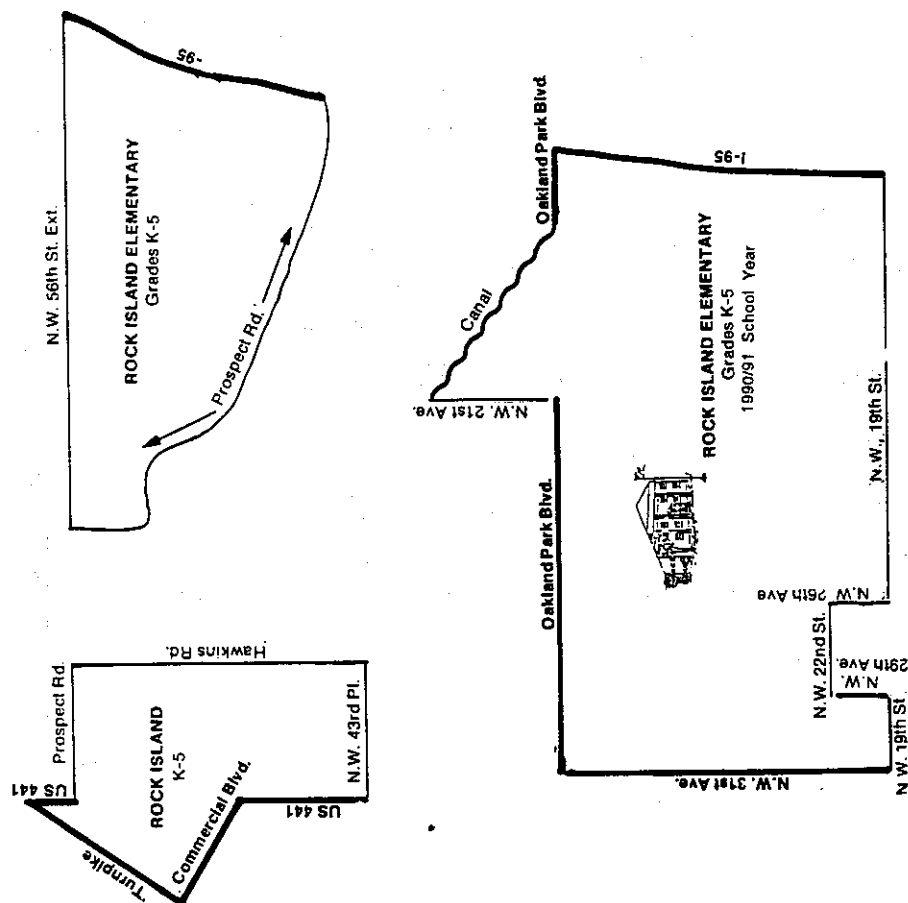 N.W. 56th St. Ext.
-95
ROCK ISLAND ELEMENTARY
Grades K-5
Prospect Rd.
US 441
Prospect Rd.
Hawkins Rd.
ROCK ISLAND
K-5
Turnpike
Commercial Blvd.
US 441
N.W. 43rd Pl.
Oakland Park Blvd.
Canal
N.W. 21st Ave.
Oakland Park Blvd.
I-95
ROCK ISLAND ELEMENTARY
Grades K-5
1990/91 School Year
N.W. 31st Ave.
N.W., 19th St.
N.W. 26th Ave
N.W. 22nd St.
N.W.
29th Ave.
N.W. 19th St.